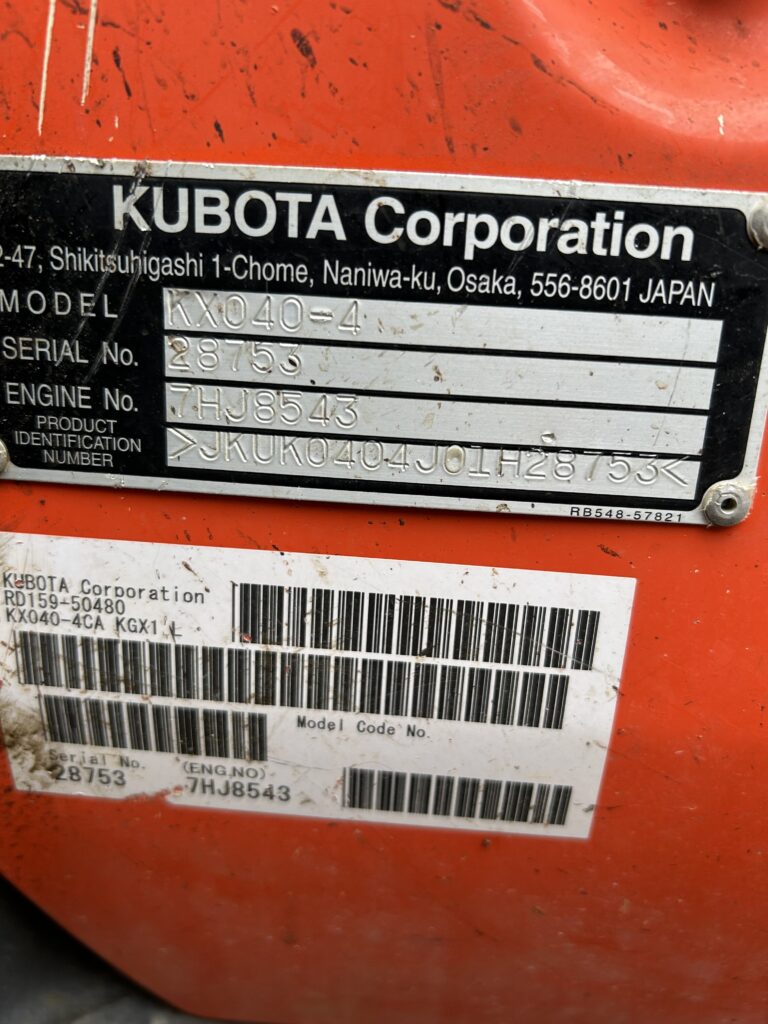 KUBOTA Corporation
2-47, Shikitsuhigashi 1-Chome, Naniwa-ku, Osaka, 556-8601 JAPAN
MODEL KX040-4
SERIAL No. 28753
ENGINE No. 7HJ8543
PRODUCT
IDENTIFICATION
NUMBER >JKUK0404J01H28753<
RB548-57821
KUBOTA Corporation
RD159-50480
KX040-4CA KGX1 L
Model Code No.
Serial No. (ENG.NO)
28753 7HJ8543